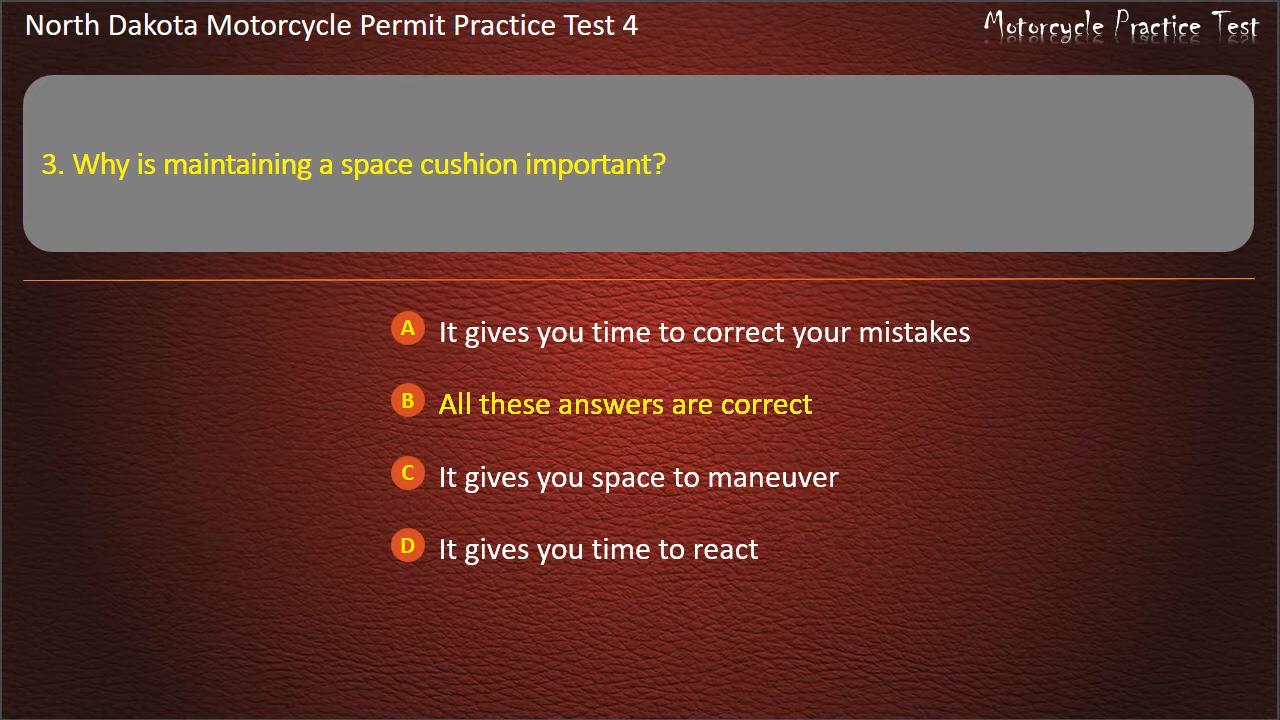 North Dakota Motorcycle Permit Practice Test 4
Motorcycle Practice Test
3. Why is maintaining a space cushion important?
A It gives you time to correct your mistakes
B All these answers are correct
C It gives you space to maneuver
D It gives you time to react